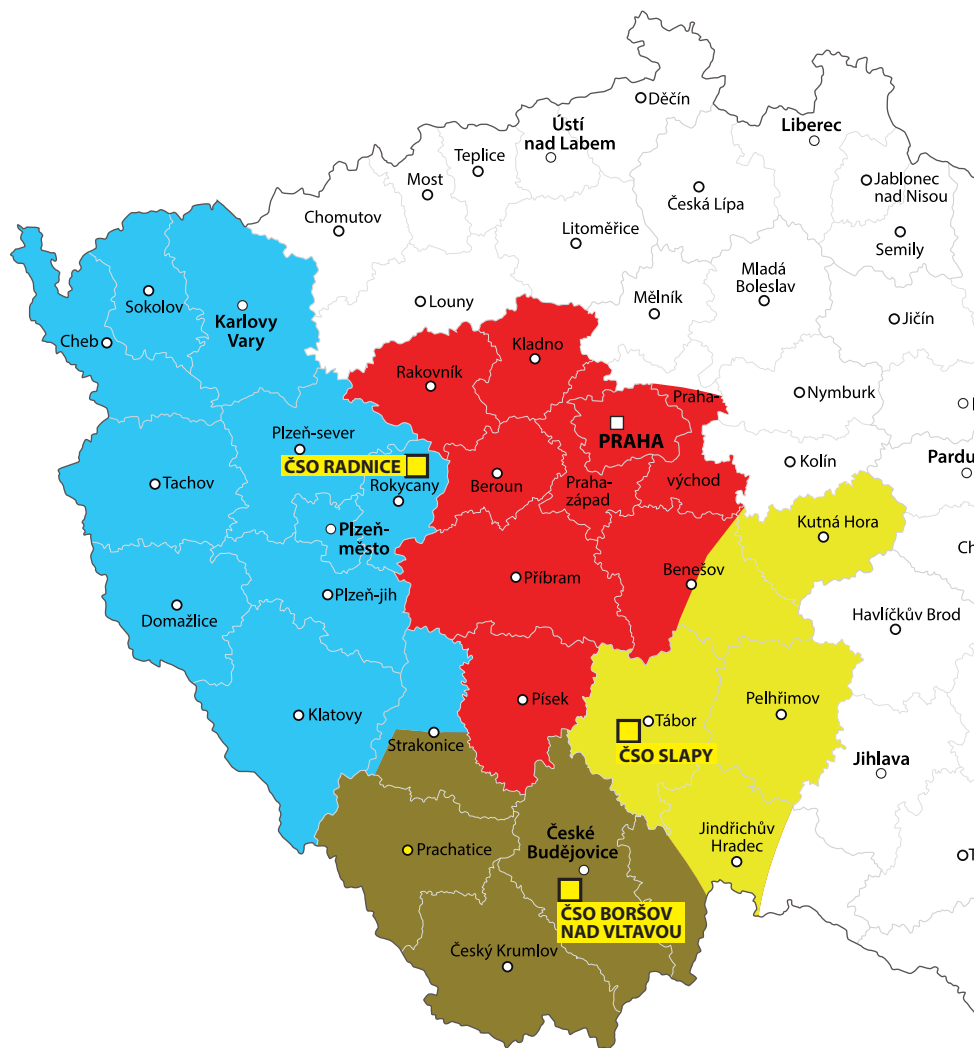 Děčín
Ústí
nad Labem
Liberec
Teplice
Most
Jablonec
nad Nisou
Česká Lípa
Chomutov
Litoměřice
Semily
Mladá
Boleslav
Sokolov
Louny
Mělník
Karlovy
Vary
Jičín
Cheb
Kladno
Rakovník
Nymburk
Praha-
Plzeň-sever
PRAHA
Pardu
ČSO RADNICE
Kolín
Tachov
Rokycany
Beroun
Praha-
západ
východ
Kutná Hora
Plzeň-
město
Ch
Příbram
Benešov
Plzeň-jih
Domažlice
Havlíčkův Brod
Písek
Pelhřimov
Klatovy
Tábor
Strakonice
ČSO SLAPY
Jihlava
České
Budějovice
Jindřichův
Hradec
Prachatice
T
ČSO BORŠOV
NAD VLTAVOU
Český Krumlov